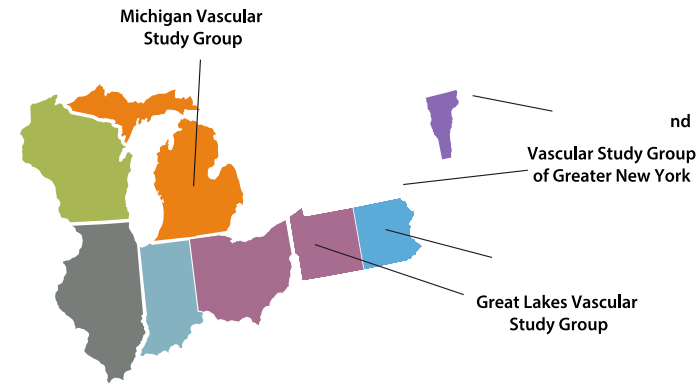 Michigan Vascular
Study Group
nd
Vascular Study Group
of Greater New York
Great Lakes Vascular
Study Group